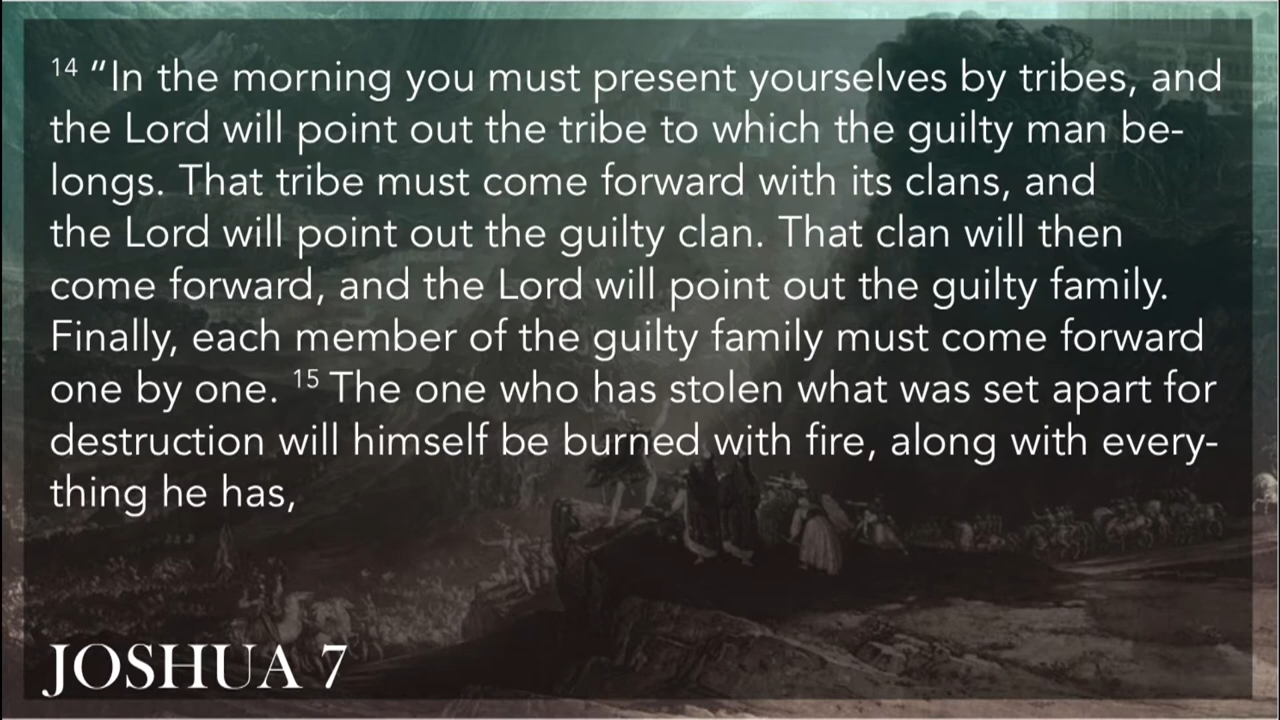 14 “In the morning you must present yourselves by tribes, and
the Lord will point out the tribe to which the guilty man be-
longs. That tribe must come forward with its clans, and
the Lord will point out the guilty clan. That clan will then
come forward, and the Lord will point out the guilty family.
Finally, each member of the guilty family must come forward
one by one. 15 The one who has stolen what was set apart for
destruction will himself be burned with fire, along with every-
thing he has,
JOSHUA 7